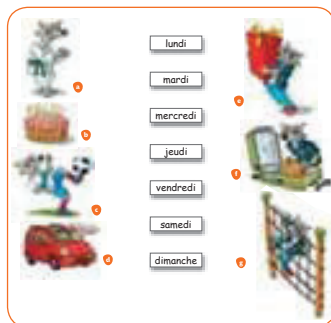 lundi
mardi
mercredi
jeudi
vendredi
samedi
dimanche
a
b
c
d
e
f
g